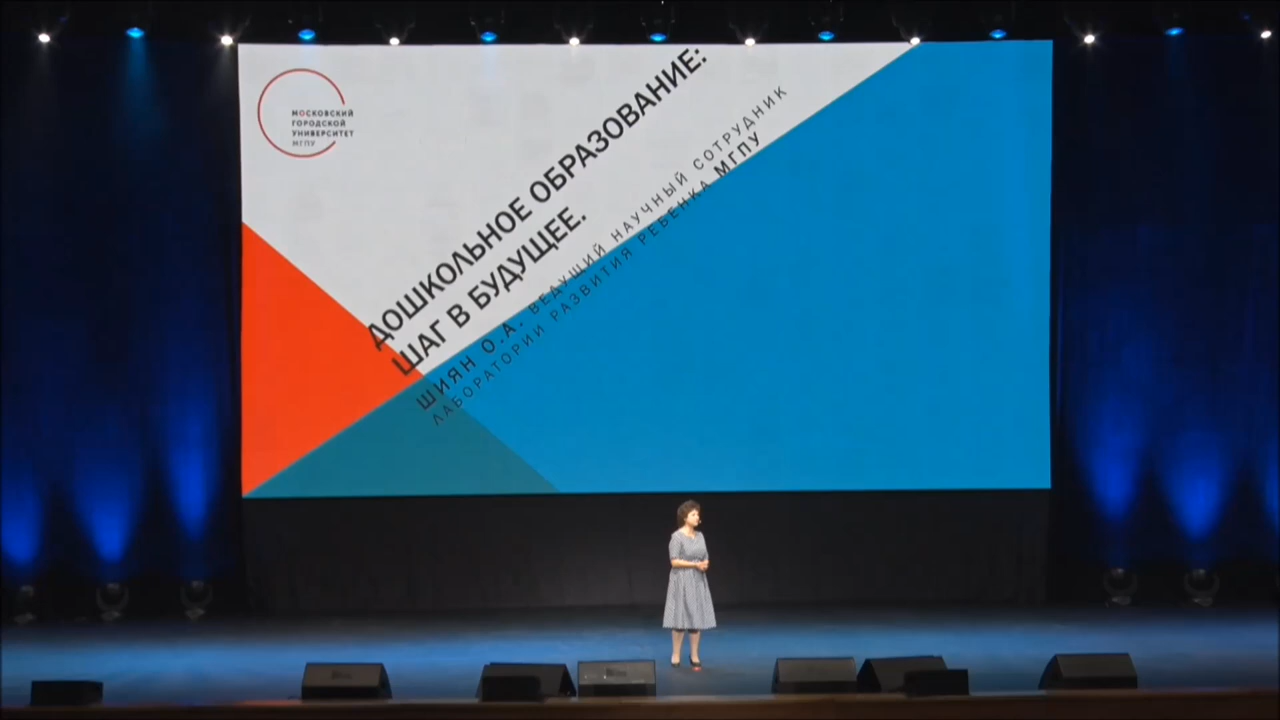 МОСКОВСКИЙ
ГОРОДСКОЙ
УНИВЕРСИТЕТ
МГПУ
ДОШКОЛЬНОЕ ОБРАЗОВАНИЕ:
ШАГ В БУДУЩЕЕ.
ШИЯН О.А. ВЕДУЩИЙ НАУЧНЫЙ СОТРУДНИК
ЛАБОРАТОРИИ РАЗВИТИЯ РЕБЕНКА МГПУ